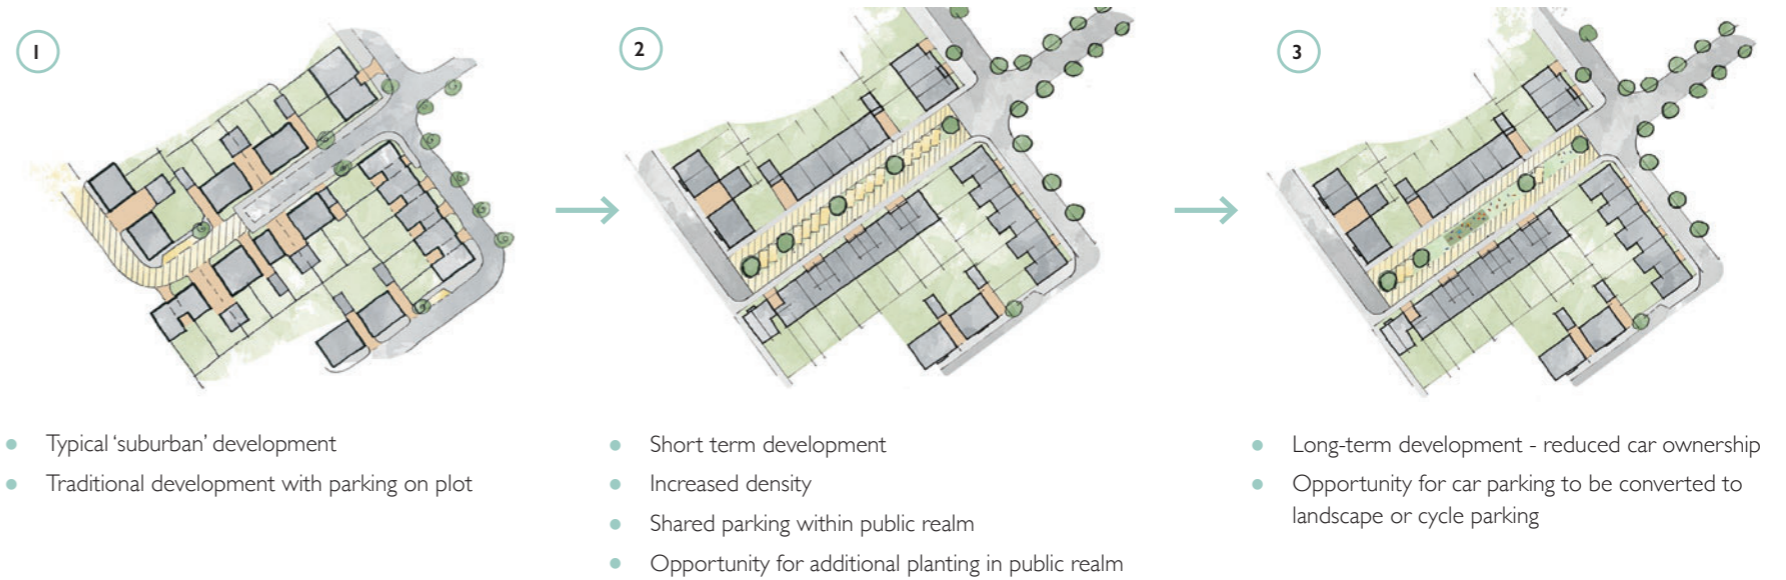 1
Typical ‘suburban’ development
Traditional development with parking on plot
2
Short term development
Increased density
Shared parking within public realm
Opportunity for additional planting in public realm
3
Long-term development - reduced car ownership
Opportunity for car parking to be converted to
landscape or cycle parking